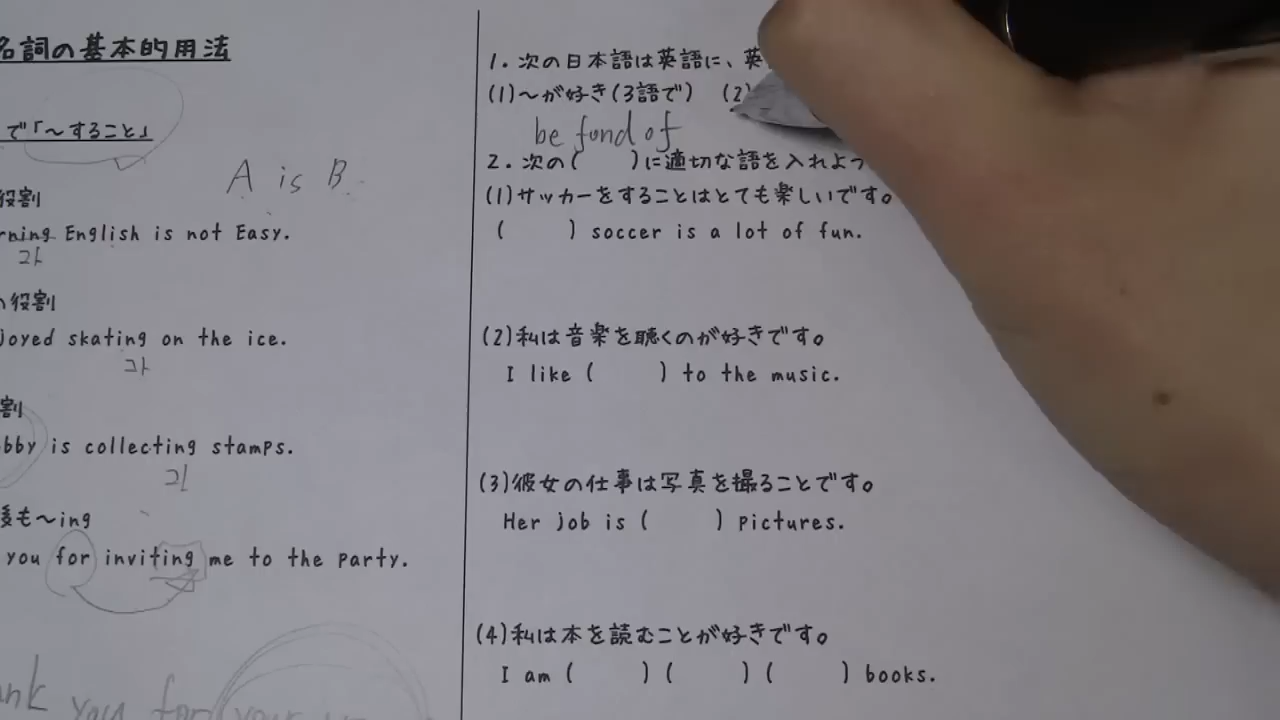 名詞の基本的用法
で「〜すること」
A is B
役割
rning English is not Easy.
コト
の役割
joyed skating on the ice.
コト
割
bby is collecting stamps.
後も〜ing
you for inviting me to the party.
ank you for
1. 次の日本語は英語に、英
(1)〜が好き(3語で) (2)
be fond of
2. 次の( )に適切な語を入れよう
(1)サッカーをすることはとても楽しいです。
( ) soccer is a lot of fun.
(2)私は音楽を聴くのが好きです。
I like ( ) to the music.
(3)彼女の仕事は写真を撮ることです。
Her job is ( ) pictures.
(4)私は本を読むことが好きです。
I am ( ) ( ) ( ) books.